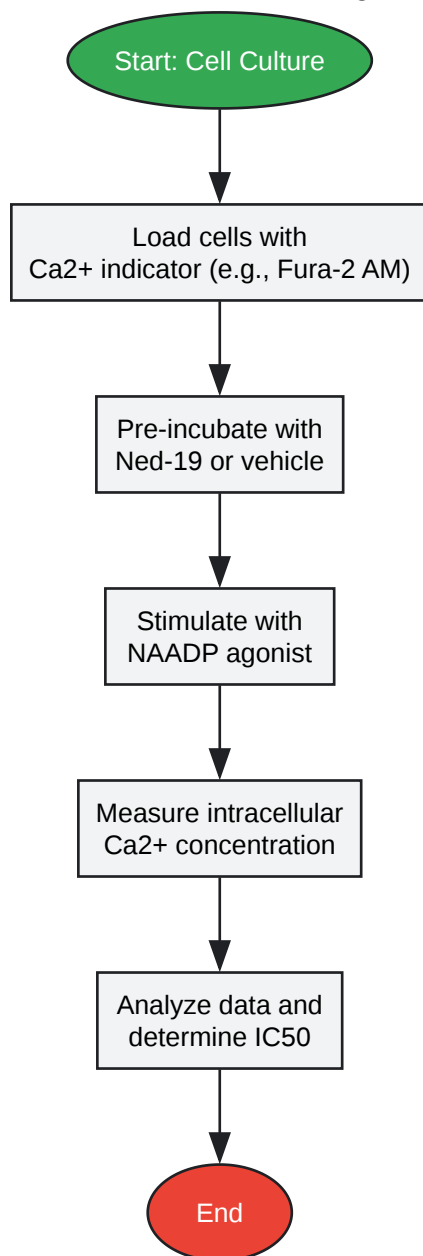 Start: Cell Culture
Load cells with
Ca2+ indicator (e.g., Fura-2 AM)
Pre-incubate with
Ned-19 or vehicle
Stimulate with
NAADP agonist
Measure intracellular
Ca2+ concentration
Analyze data and
determine IC50
End